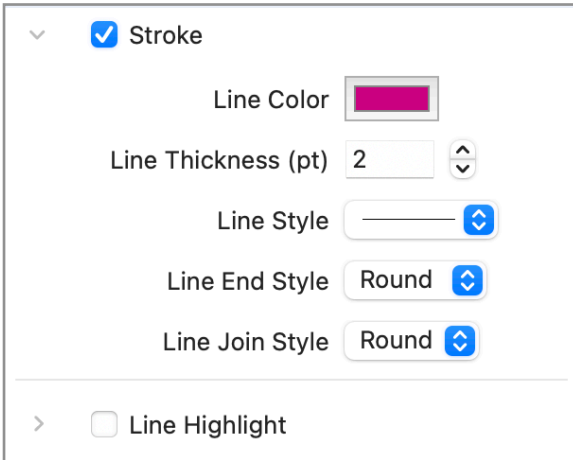 Stroke
Line Color
Line Thickness (pt) 2
Line Style
Line End Style Round
Line Join Style Round
Line Highlight